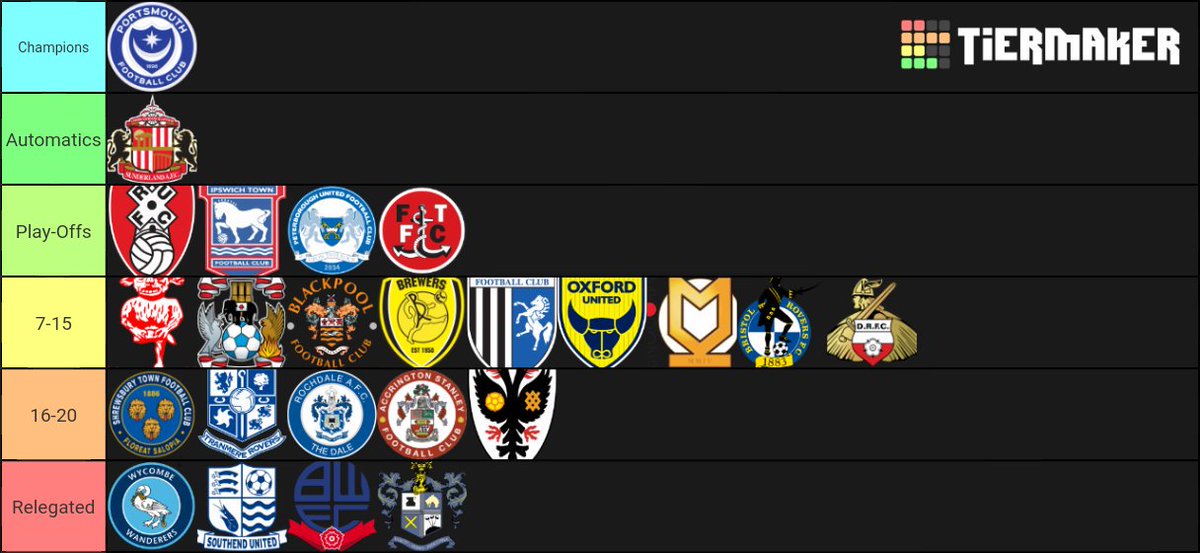 Champions
PORTSMOUTH
FOOTBALL CLUB
1898
TiERMAKER
Automatics
SUNDERLAND A.F.C.
Play-Offs
R U
F C
IPSWICH TOWN
FOOTBALL CLUB
PETERBOROUGH UNITED FOOTBALL CLUB
1934
F T
F C
7-15
BLACKPOOL
FOOTBALL CLUB
BREWERS
EST 1950
FOOTBALL CLUB
OXFORD
UNITED
MMIV
BRISTOL ROVERS FC
1883
D.R.F.C.
16-20
SHREWSBURY TOWN FOOTBALL CLUB
1886
FLOREAT SALOPIA
TRANMERE ROVERS
ROCHDALE A.F.C
THE DALE
ACCRINGTON STANLEY
FOOTBALL CLUB
Relegated
WYCOMBE
WANDERERS
SOUTHEND UNITED
BWFC